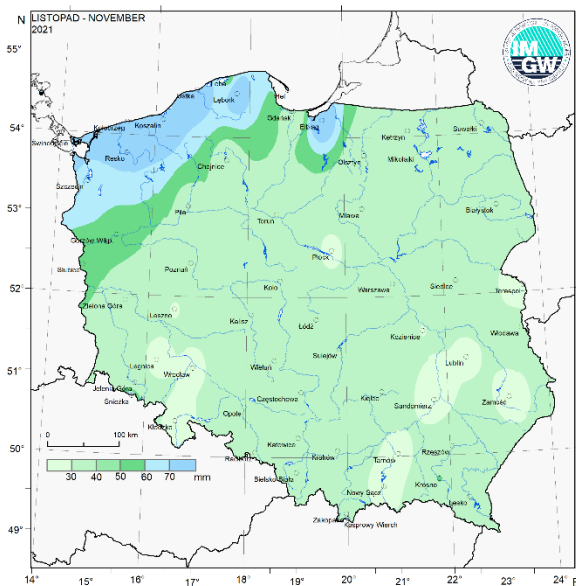 LISTOPAD - NOVEMBER
2021
N
IM
GW
55°
54°
53°
52°
51°
50°
49°
Łeba
Ustka
Lębork
Hel
Gdańsk
Elbląg
Kołobrzeg
Koszalin
Świnoujście
Resko
Szczecin
Chojnice
Olsztyn
Kętrzyn
Mikołajki
Suwałki
Piła
Toruń
Mława
Białystok
Gorzów Wlkp.
Słubice
Poznań
Płock
Koło
Warszawa
Siedlce
Terespol
Zielona Góra
Leszno
Kalisz
Łódź
Kozienice
Włodawa
Legnica
Wrocław
Wieluń
Sulejów
Lublin
Jelenia Góra
Śnieżka
Kłodzko
Opole
Częstochowa
Kielce
Sandomierz
Zamość
Katowice
Racibórz
Kraków
Tarnów
Rzeszów
Bielsko-Biała
Nowy Sącz
Krosno
Lesko
Zakopane
Kasprowy Wierch
0 100 km
30 40 50 60 70 mm
14° 15° 16° 17° 18° 19° 20° 21° 22° 23° 24° E